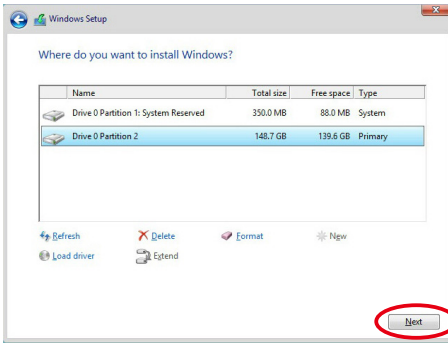 Windows Setup
Where do you want to install Windows?
Name Total size Free space Type
Drive 0 Partition 1: System Reserved 350.0 MB 88.0 MB System
Drive 0 Partition 2 148.7 GB 139.6 GB Primary
Refresh Delete Format New
Load driver Extend
Next